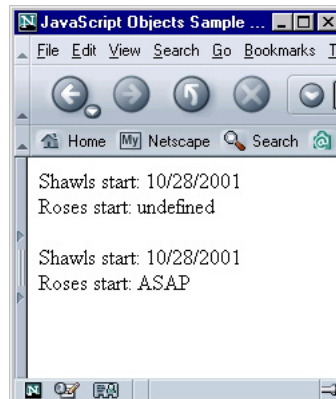 N JavaScript Objects Sample ...
File Edit View Search Go Bookmarks T
Home My Netscape Search
Shawls start: 10/28/2001
Roses start: undefined
Shawls start: 10/28/2001
Roses start: ASAP
N